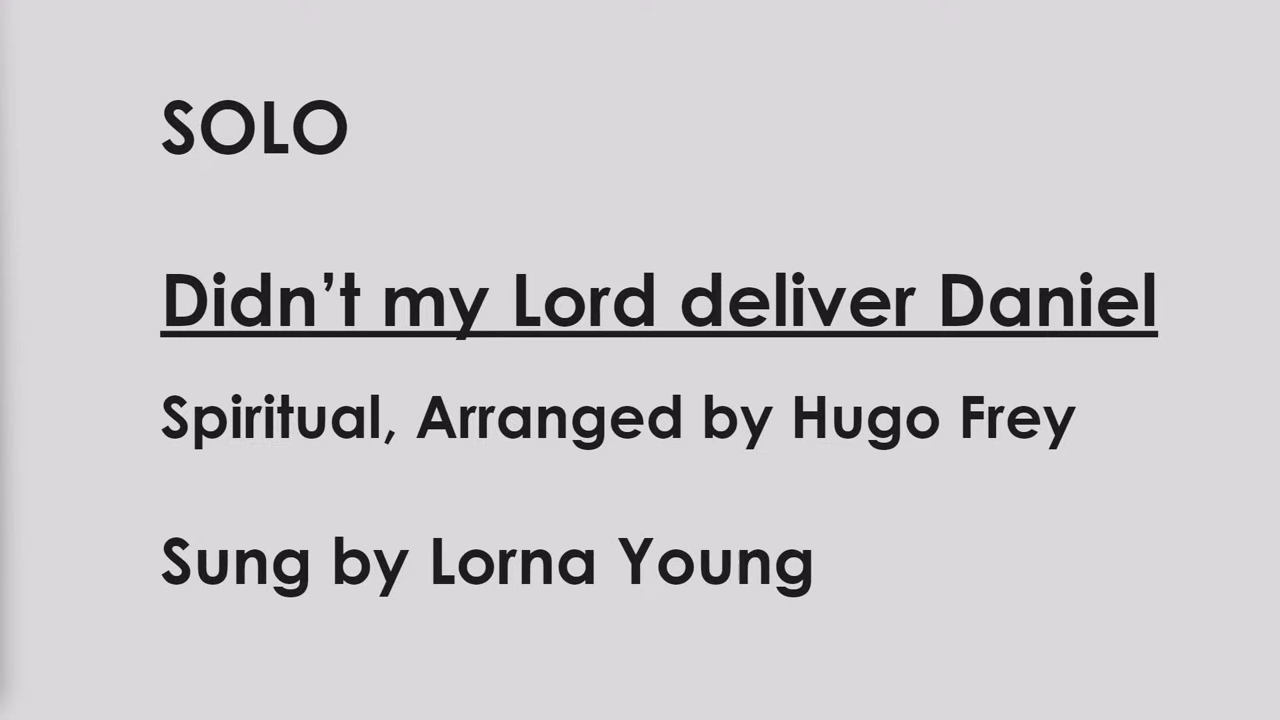 SOLO
Didn’t my Lord deliver Daniel
Spiritual, Arranged by Hugo Frey
Sung by Lorna Young